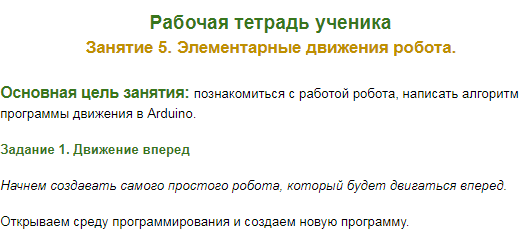 Рабочая тетрадь ученика
Занятие 5. Элементарные движения робота.
Основная цель занятия: познакомиться с работой робота, написать алгоритм
программы движения в Arduino.
Задание 1. Движение вперед
Начнем создавать самого простого робота, который будет двигаться вперед.
Открываем среду программирования и создаем новую программу.